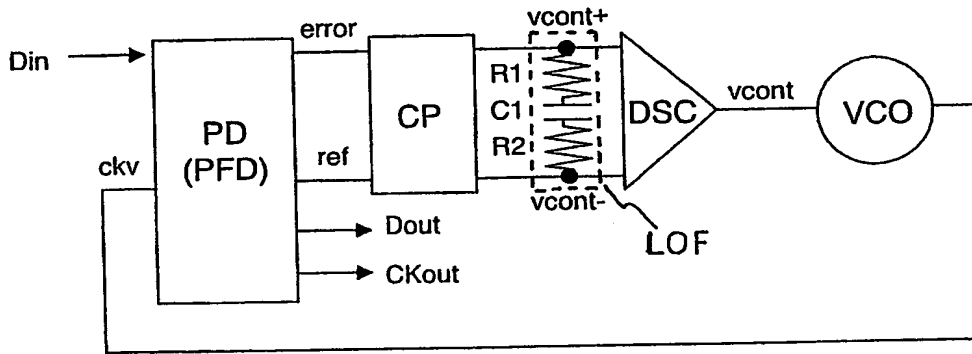 vcont+
error
Din
R1
C1
R2
CP
DSC
vcont
VCO
PD
(PFD)
ckv
ref
vcont-
Dout
LOF
CKout